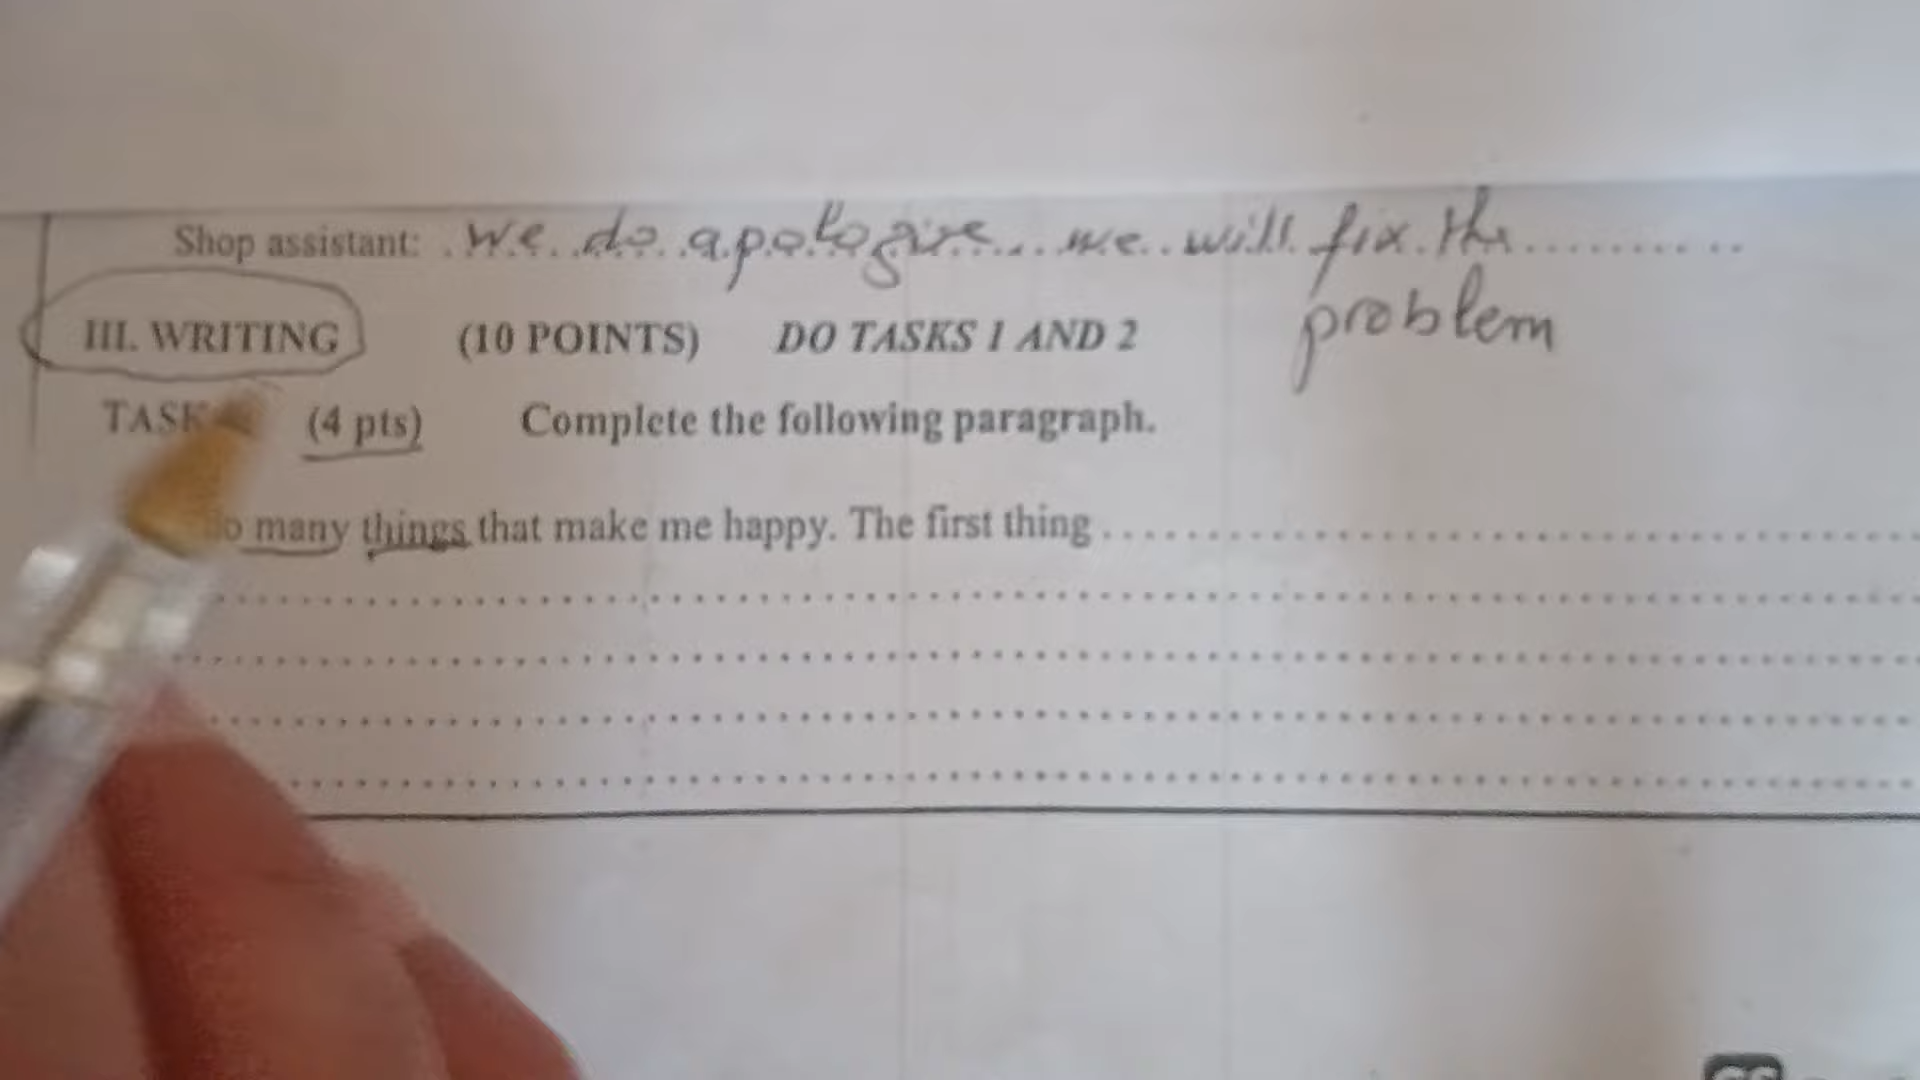 Shop assistant: We do apologize we will fix the
problem
III. WRITING (10 POINTS) DO TASKS 1 AND 2
TASK (4 pts) Complete the following paragraph.
many things that make me happy. The first thing